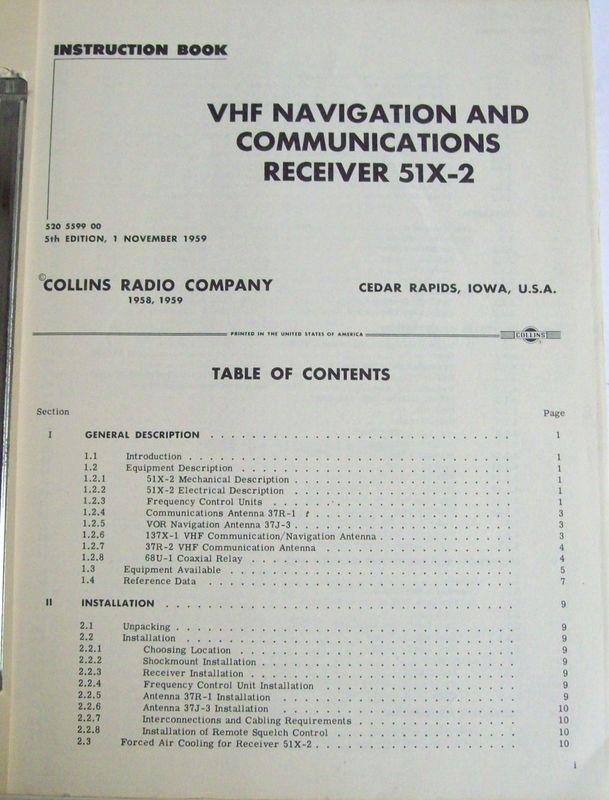 INSTRUCTION BOOK
VHF NAVIGATION AND
COMMUNICATIONS
RECEIVER 51X-2
520 5599 00
5th EDITION, 1 NOVEMBER 1959
©COLLINS RADIO COMPANY CEDAR RAPIDS, IOWA, U.S.A.
1958, 1959
PRINTED IN THE UNITED STATES OF AMERICA COLLINS
TABLE OF CONTENTS
Section Page
I GENERAL DESCRIPTION . . . . . . . . . . . . . . . . . . . . . . . . . . . . . 1
1.1 Introduction . . . . . . . . . . . . . . . . . . . . . . . . . . . . . . . 1
1.2 Equipment Description . . . . . . . . . . . . . . . . . . . . . . . . . . 1
1.2.1 51X-2 Mechanical Description . . . . . . . . . . . . . . . . . . . . . 1
1.2.2 51X-2 Electrical Description . . . . . . . . . . . . . . . . . . . . . 1
1.2.3 Frequency Control Units . . . . . . . . . . . . . . . . . . . . . . . 1
1.2.4 Communications Antenna 37R-1 . . . . . . . . . . . . . . . . . . . . 3
1.2.5 VOR Navigation Antenna 37J-3 . . . . . . . . . . . . . . . . . . . . . 3
1.2.6 137X-1 VHF Communication/Navigation Antenna . . . . . . . . . . . . . 3
1.2.7 37R-2 VHF Communication Antenna . . . . . . . . . . . . . . . . . . 4
1.2.8 68U-1 Coaxial Relay . . . . . . . . . . . . . . . . . . . . . . . . . 4
1.3 Equipment Available . . . . . . . . . . . . . . . . . . . . . . . . . . . 5
1.4 Reference Data . . . . . . . . . . . . . . . . . . . . . . . . . . . . . 7
II INSTALLATION . . . . . . . . . . . . . . . . . . . . . . . . . . . . . . . . 9
2.1 Unpacking . . . . . . . . . . . . . . . . . . . . . . . . . . . . . . . . 9
2.2 Installation . . . . . . . . . . . . . . . . . . . . . . . . . . . . . . . 9
2.2.1 Choosing Location . . . . . . . . . . . . . . . . . . . . . . . . . . 9
2.2.2 Shockmount Installation . . . . . . . . . . . . . . . . . . . . . . . . 9
2.2.3 Receiver Installation . . . . . . . . . . . . . . . . . . . . . . . . . 9
2.2.4 Frequency Control Unit Installation . . . . . . . . . . . . . . . . . . 9
2.2.5 Antenna 37R-1 Installation . . . . . . . . . . . . . . . . . . . . . . 9
2.2.6 Antenna 37J-3 Installation . . . . . . . . . . . . . . . . . . . . . . 10
2.2.7 Interconnections and Cabling Requirements . . . . . . . . . . . . . . 10
2.2.8 Installation of Remote Squelch Control . . . . . . . . . . . . . . . . 10
2.3 Forced Air Cooling for Receiver 51X-2 . . . . . . . . . . . . . . . . . . 10
i